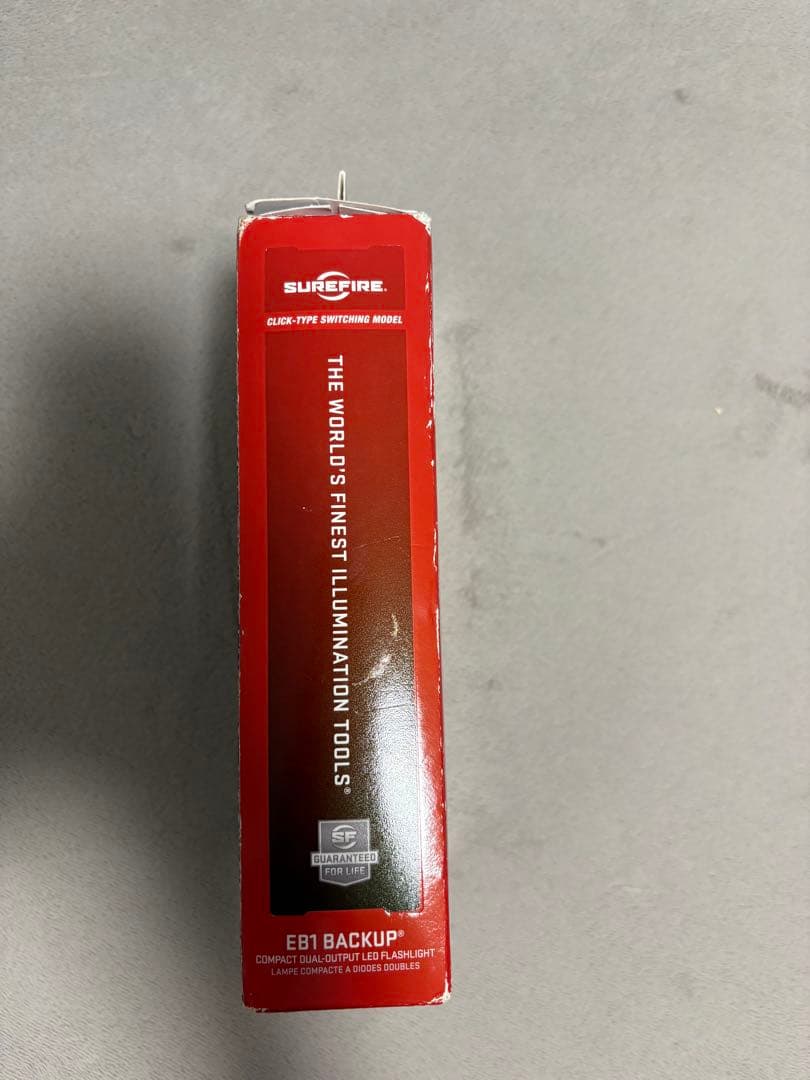 SUREFIRE®
CLICK-TYPE SWITCHING MODEL
THE WORLD'S FINEST ILLUMINATION TOOLS®
SF
GUARANTEED
FOR LIFE
EB1 BACKUP®
COMPACT DUAL-OUTPUT LED FLASHLIGHT
LAMPE COMPACTE A DIODES DOUBLES